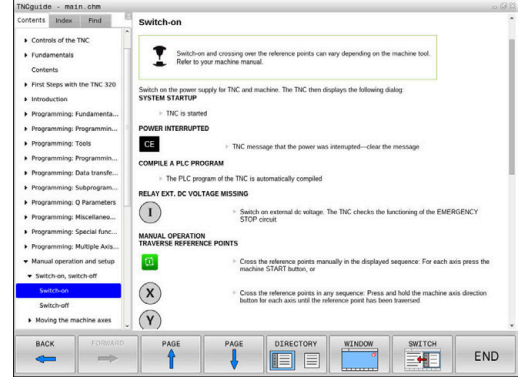 TNCguide - main.chm
Contents Index Find
Controls of the TNC
Fundamentals
Contents
First Steps with the TNC 320
Introduction
Programming: Fundamenta...
Programming: Programmin...
Programming: Tools
Programming: Programmin...
Programming: Data transfe...
Programming: Subprogram...
Programming: Q Parameters
Programming: Miscellaneo...
Programming: Special func...
Programming: Multiple Axis...
Manual operation and setup
Switch-on, switch-off
Switch-on
Switch-off
Moving the machine axes
Switch-on
Switch-on and crossing over the reference points can vary depending on the machine tool.
Refer to your machine manual.
Switch on the power supply for TNC and machine. The TNC then displays the following dialog:
SYSTEM STARTUP
TNC is started
POWER INTERRUPTED
CE
TNC message that the power was interrupted—clear the message
COMPILE A PLC PROGRAM
The PLC program of the TNC is automatically compiled
RELAY EXT. DC VOLTAGE MISSING
I
Switch on external dc voltage. The TNC checks the functioning of the EMERGENCY
STOP circuit
MANUAL OPERATION
TRAVERSE REFERENCE POINTS
Cross the reference points manually in the displayed sequence: For each axis press the
machine START button, or
X
Cross the reference points in any sequence: Press and hold the machine axis direction
button for each axis until the reference point has been traversed
Y
BACK FORWARD PAGE PAGE DIRECTORY WINDOW SWITCH END